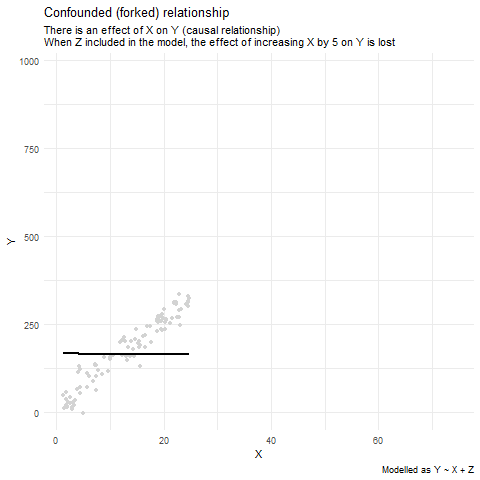 Confounded (forked) relationship
There is an effect of X on Y (causal relationship)
When Z included in the model, the effect of increasing X by 5 on Y is lost
1000
750
500
250
0
Y
0 20 40 60
X
Modelled as Y ~ X + Z